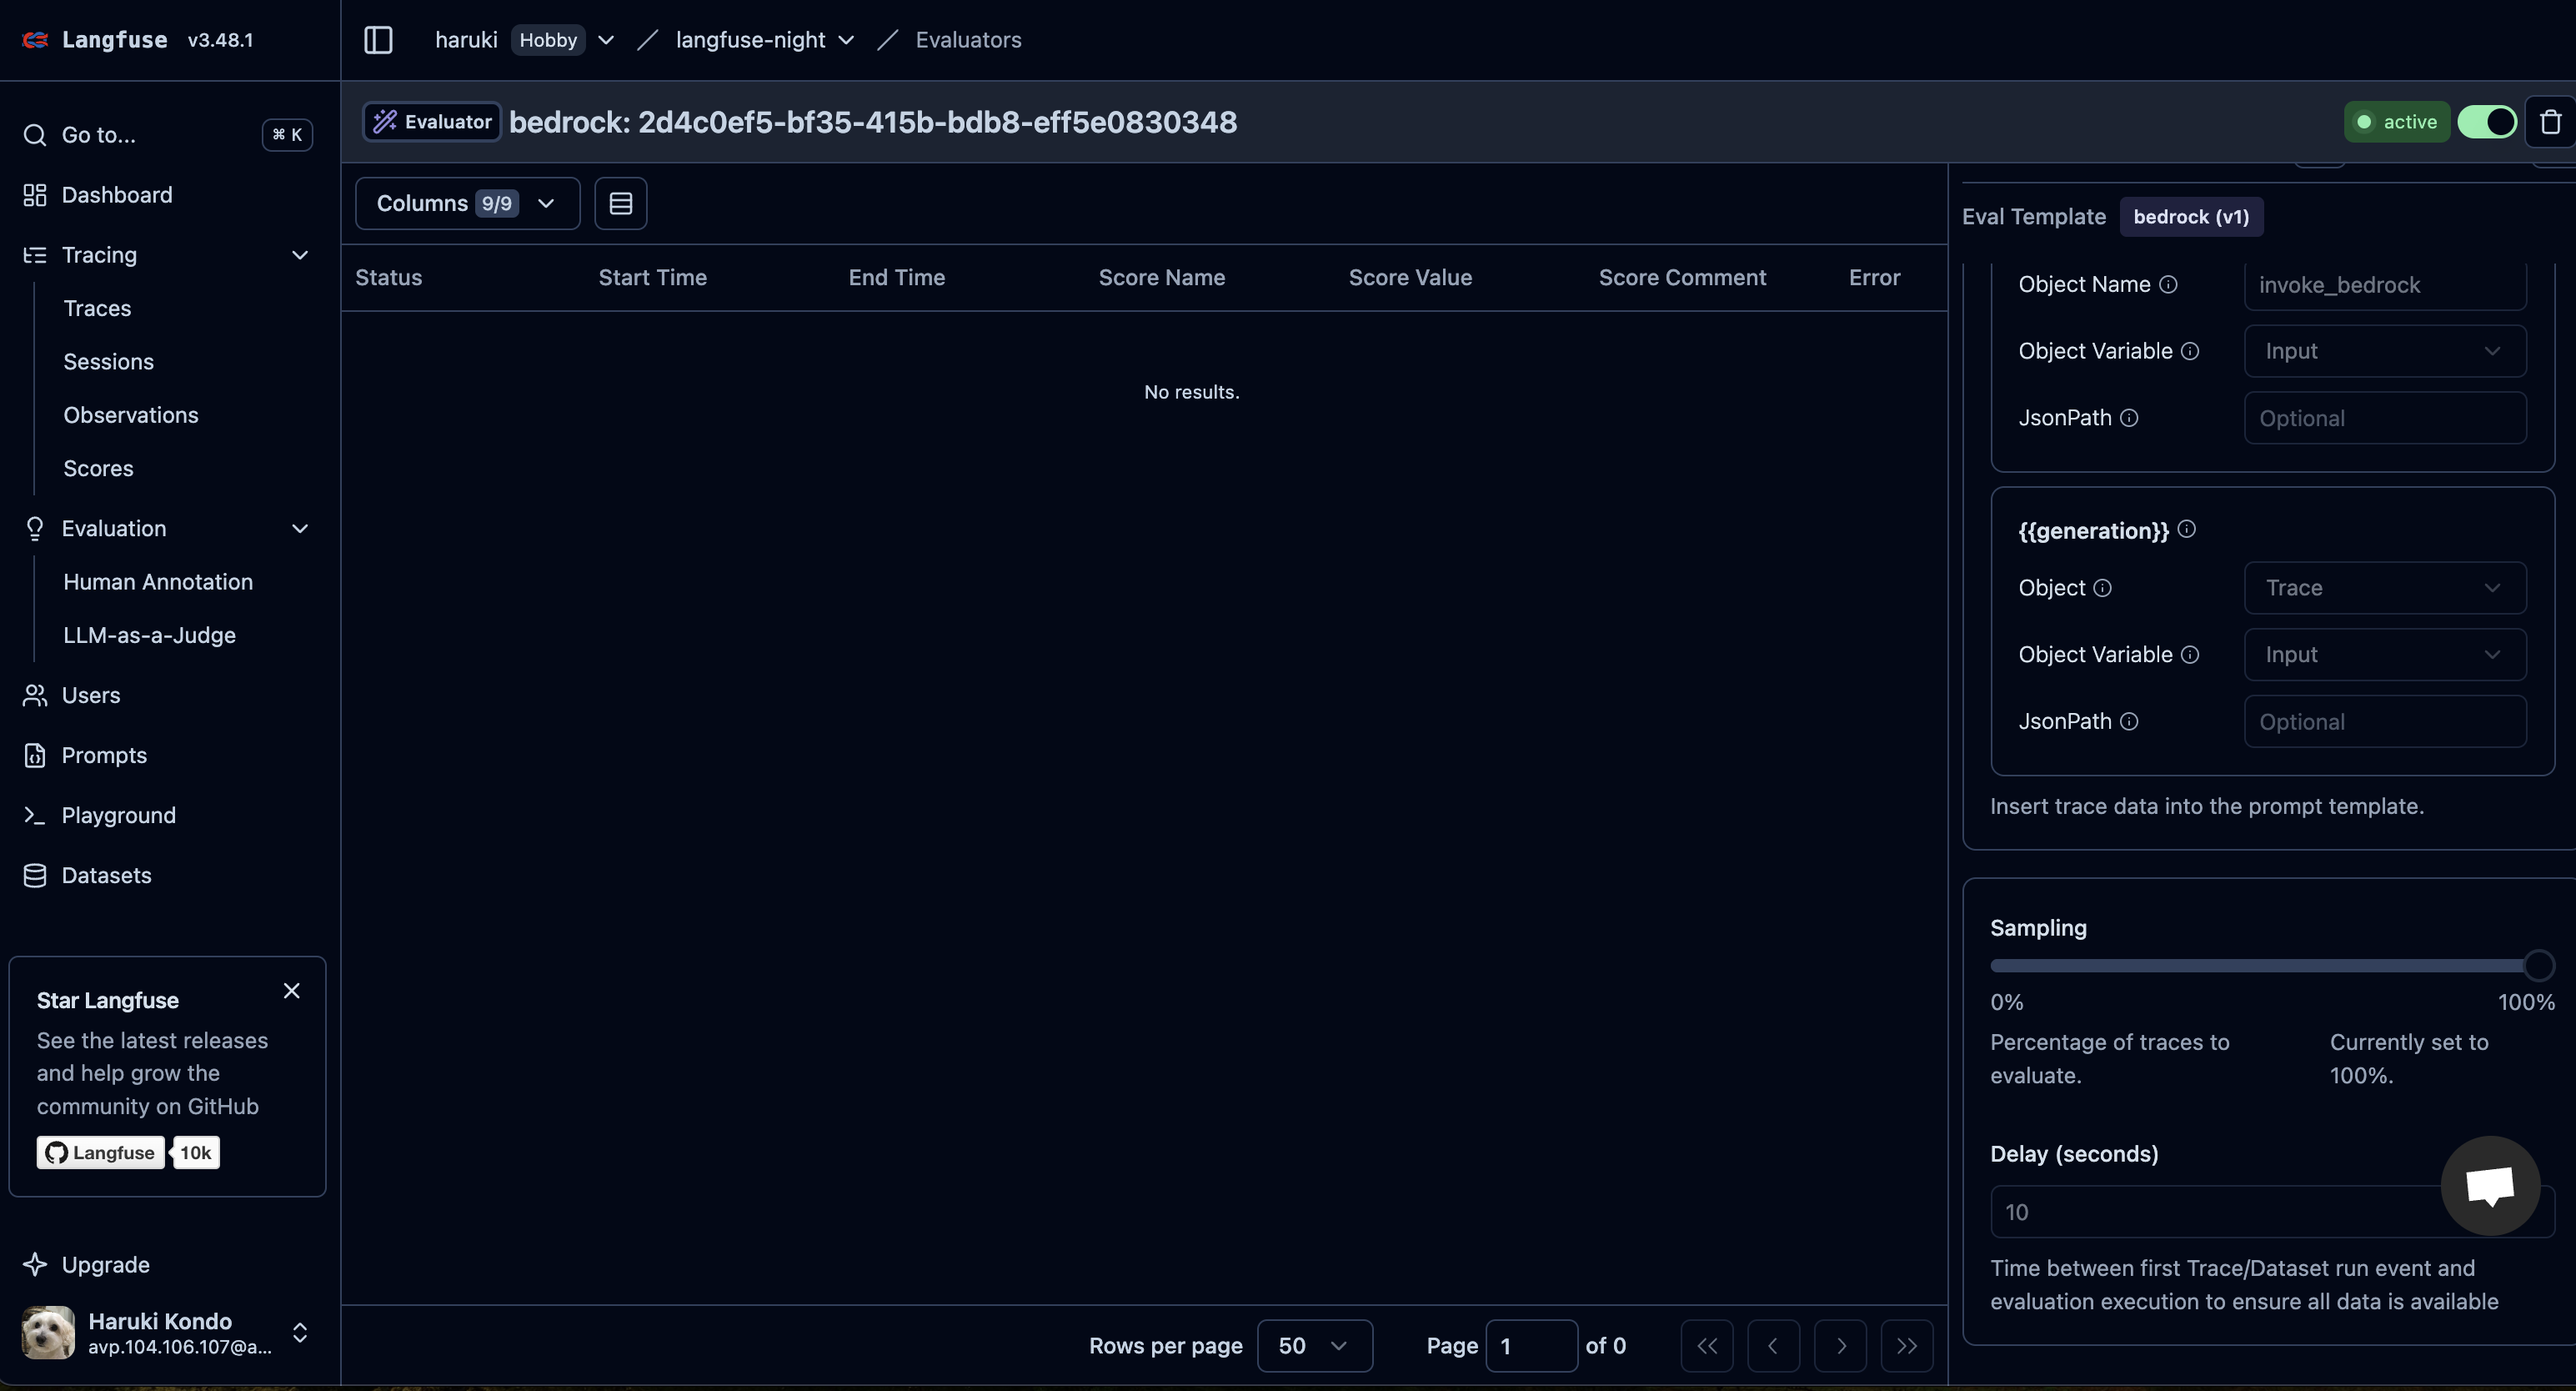 Langfuse v3.48.1
haruki Hobby / langfuse-night / Evaluators
Go to... ⌘ K
Dashboard
Tracing
Traces
Sessions
Observations
Scores
Evaluation
Human Annotation
LLM-as-a-Judge
Users
Prompts
Playground
Datasets
Star Langfuse
See the latest releases
and help grow the
community on GitHub
Langfuse 10k
Upgrade
Haruki Kondo
avp.104.106.107@a...
Evaluator bedrock: 2d4c0ef5-bf35-415b-bdb8-eff5e0830348
active
Columns 9/9
Status Start Time End Time Score Name Score Value Score Comment Error
No results.
Rows per page 50 Page 1 of 0
Eval Template bedrock (v1)
Object Name invoke_bedrock
Object Variable Input
JsonPath Optional
{{generation}}
Object Trace
Object Variable Input
JsonPath Optional
Insert trace data into the prompt template.
Sampling
0% 100%
Percentage of traces to
evaluate.
Currently set to
100%.
Delay (seconds)
10
Time between first Trace/Dataset run event and
evaluation execution to ensure all data is available